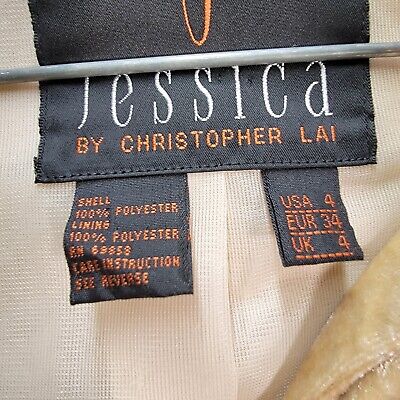 Jessica
BY CHRISTOPHER LAI
SHELL
100% POLYESTER
LINING
100% POLYESTER
RN 69853
CARE INSTRUCTION
SEE REVERSE
USA 4
EUR 34
UK 4